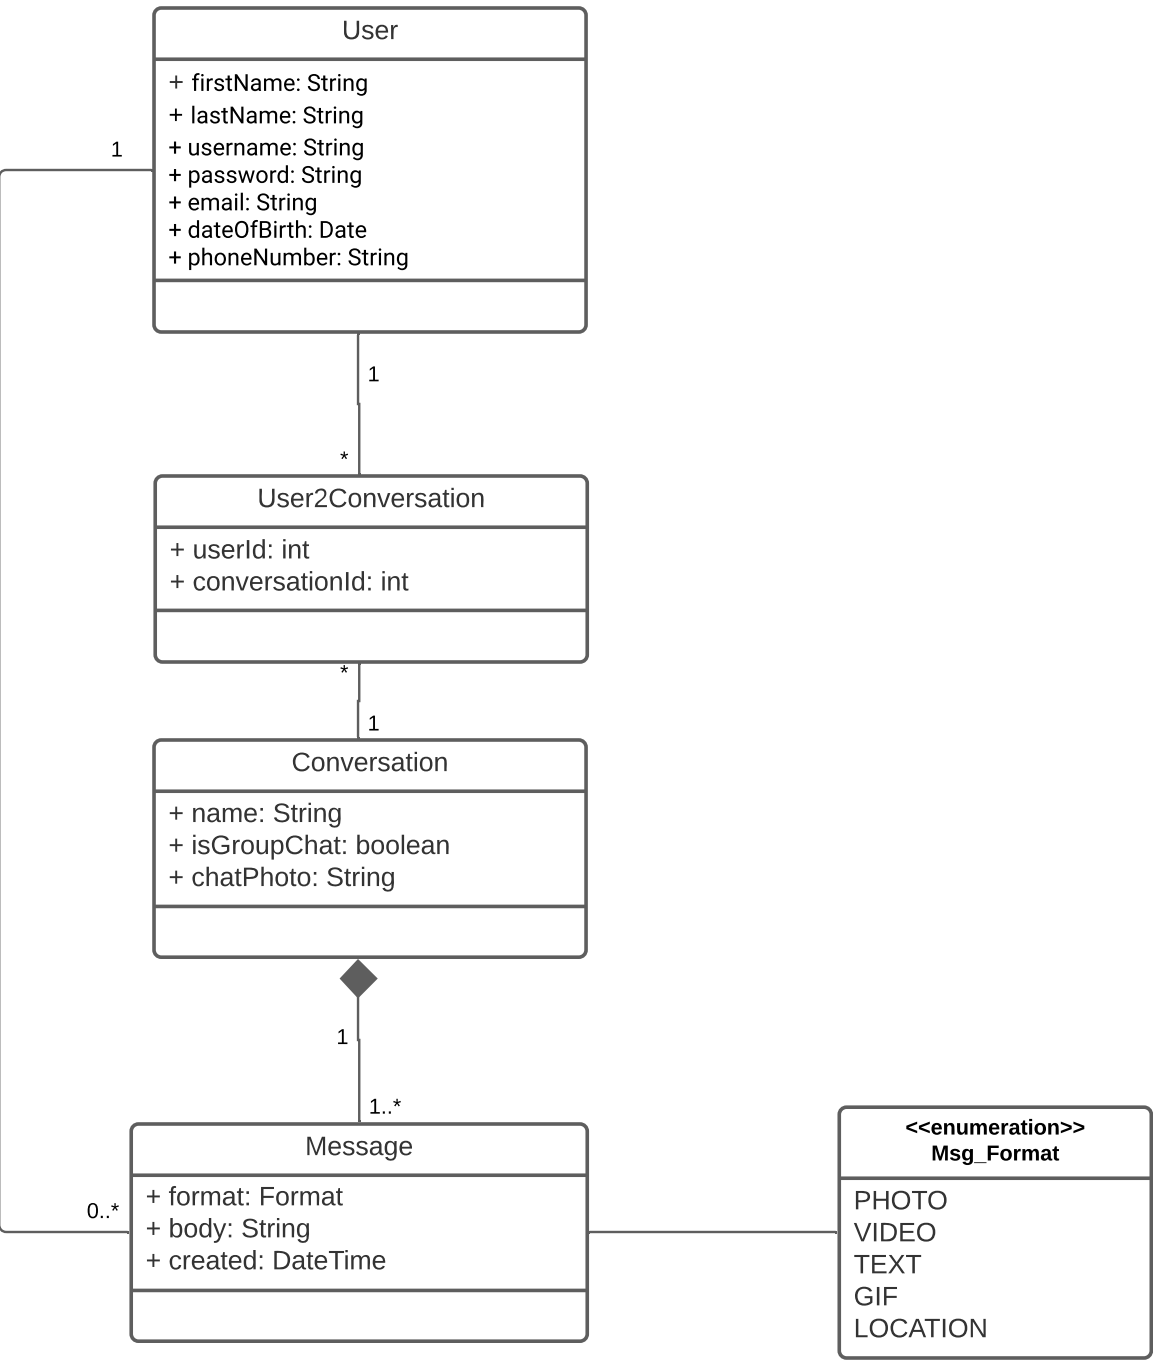 User
+ firstName: String
+ lastName: String
+ username: String
+ password: String
+ email: String
+ dateOfBirth: Date
+ phoneNumber: String
1
1
*
User2Conversation
+ userId: int
+ conversationId: int
*
1
Conversation
+ name: String
+ isGroupChat: boolean
+ chatPhoto: String
1
1..*
Message
+ format: Format
+ body: String
+ created: DateTime
0..*
<<enumeration>>
Msg_Format
PHOTO
VIDEO
TEXT
GIF
LOCATION